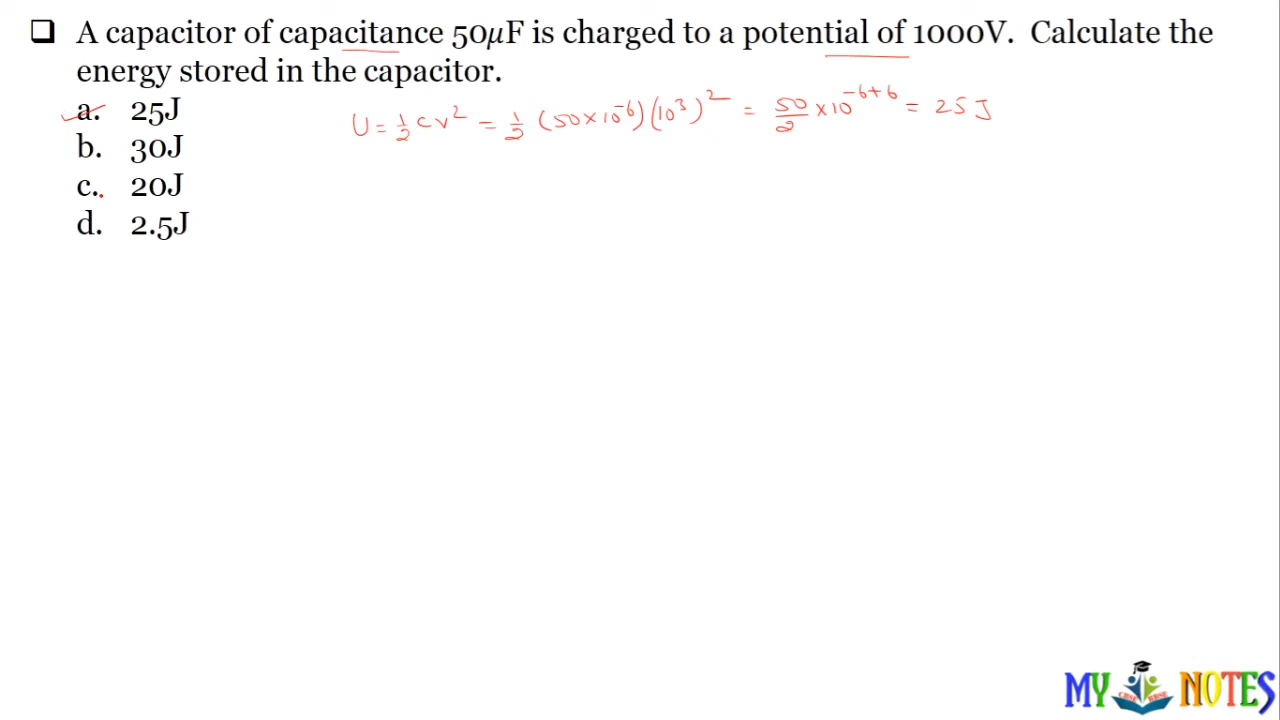 ❑ A capacitor of capacitance 50μF is charged to a potential of 1000V. Calculate the
energy stored in the capacitor.
a. 25J
U = 1/2 CV² = 1/2 (50×10⁻⁶)(10³)² = 50/2 ×10⁻⁶⁺⁶ = 25 J
b. 30J
c. 20J
d. 2.5J
MY NOTES